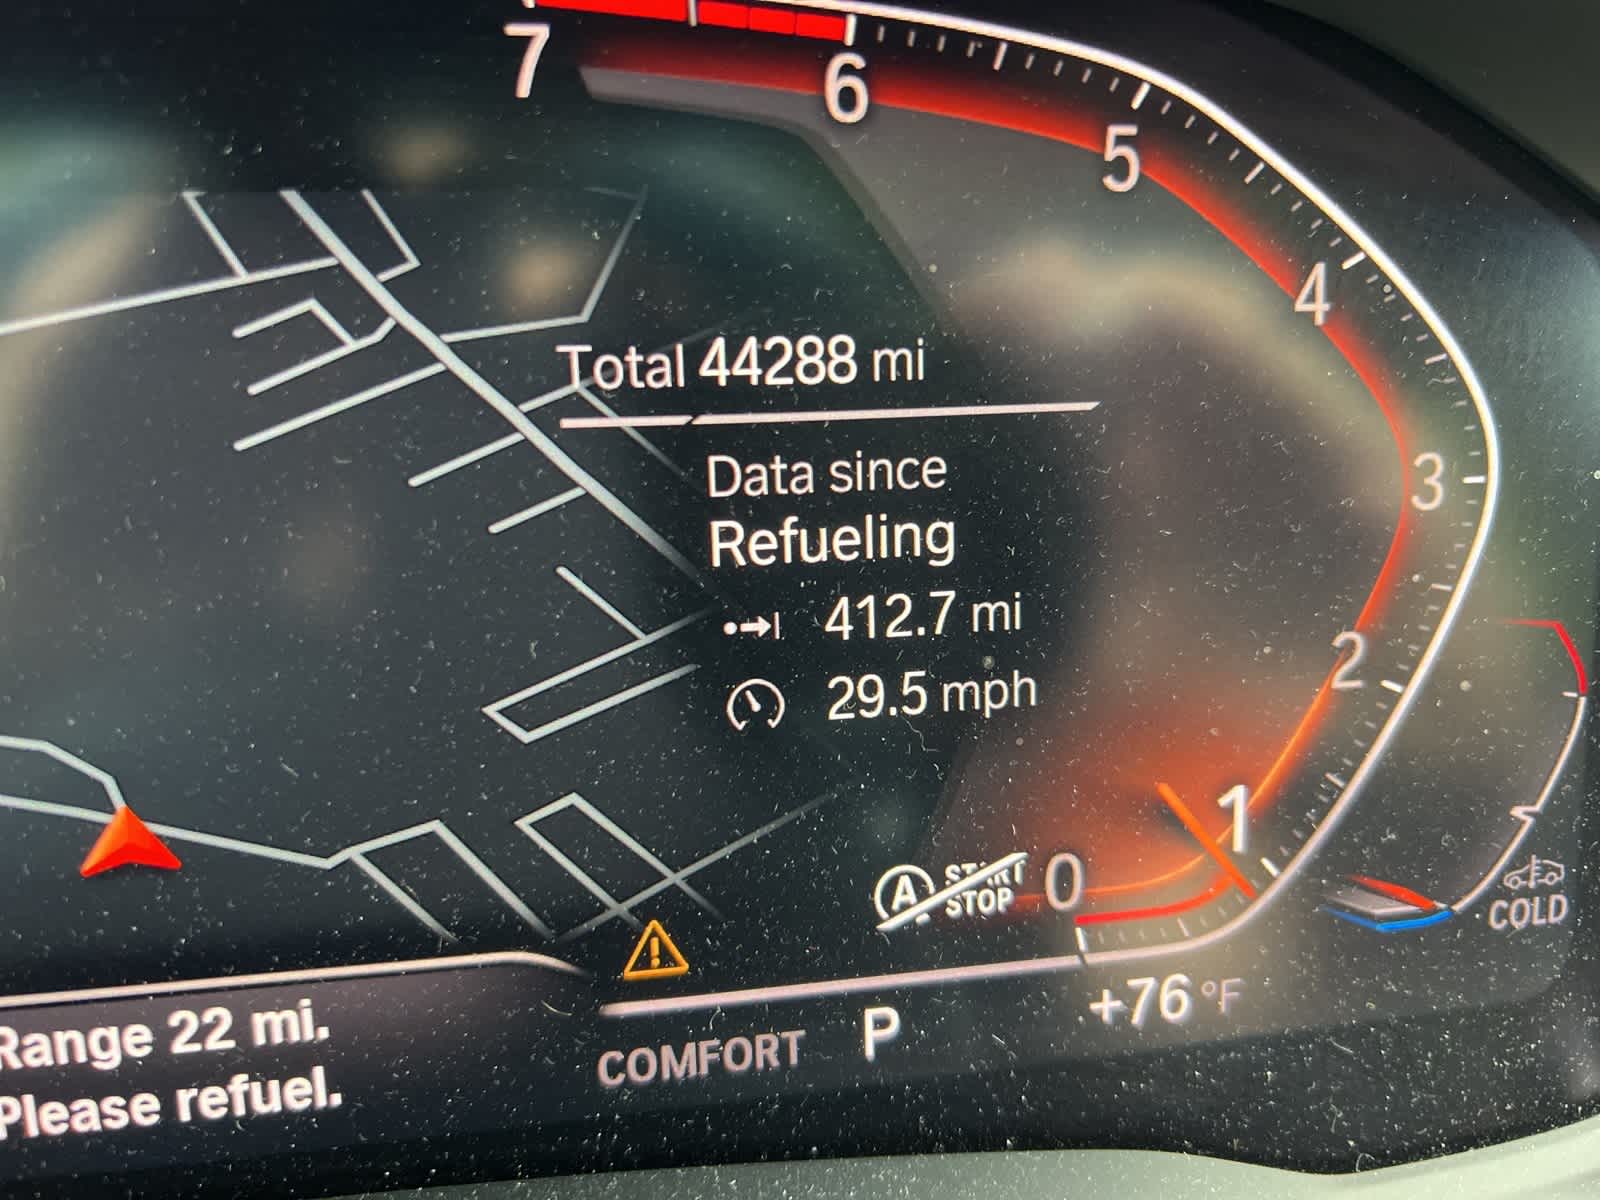 7
6
5
4
3
2
1
0
Total 44288 mi
Data since
Refueling
412.7 mi
29.5 mph
A START
STOP
COLD
+76 °F
COMFORT P
Range 22 mi.
Please refuel.